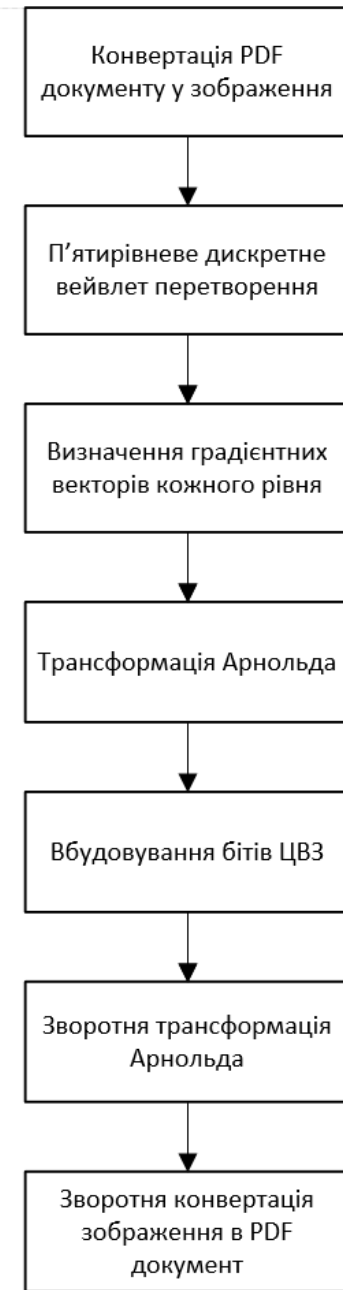 Конвертація PDF
документу у зображення
П’ятирівневе дискретне
вейвлет перетворення
Визначення градієнтних
векторів кожного рівня
Трансформація Арнольда
Вбудовування бітів ЦВЗ
Зворотня трансформація
Арнольда
Зворотня конвертація
зображення в PDF
документ